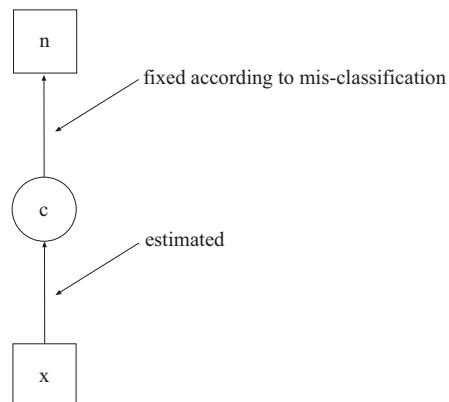 n
fixed according to mis-classification
c
estimated
x